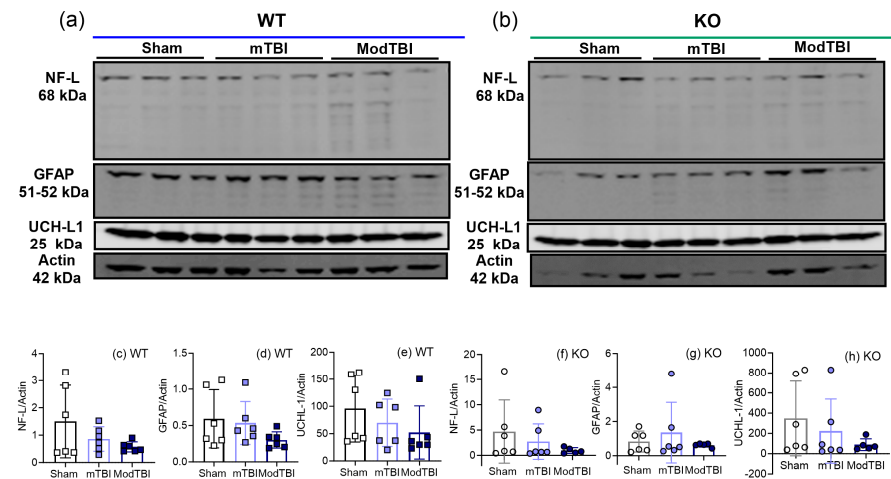 (a) WT
Sham mTBI ModTBI
NF-L
68 kDa
GFAP
51-52 kDa
UCH-L1
25 kDa
Actin
42 kDa
(b) KO
Sham mTBI ModTBI
NF-L
68 kDa
GFAP
51-52 kDa
UCH-L1
25 kDa
Actin
42 kDa
(c) WT
NF-L/Actin
4
3
2
1
0
Sham mTBI ModTBI
(d) WT
GFAP/Actin
1.5
1.0
0.5
0.0
Sham mTBI ModTBI
(e) WT
UCHL-1/Actin
200
150
100
50
0
Sham mTBI ModTBI
(f) KO
NF-L/Actin
20
15
10
5
0
Sham mTBI ModTBI
(g) KO
GFAP/Actin
6
4
2
0
Sham mTBI ModTBI
(h) KO
UCHL-1/Actin
1000
800
600
400
200
0
-200
Sham mTBI ModTBI